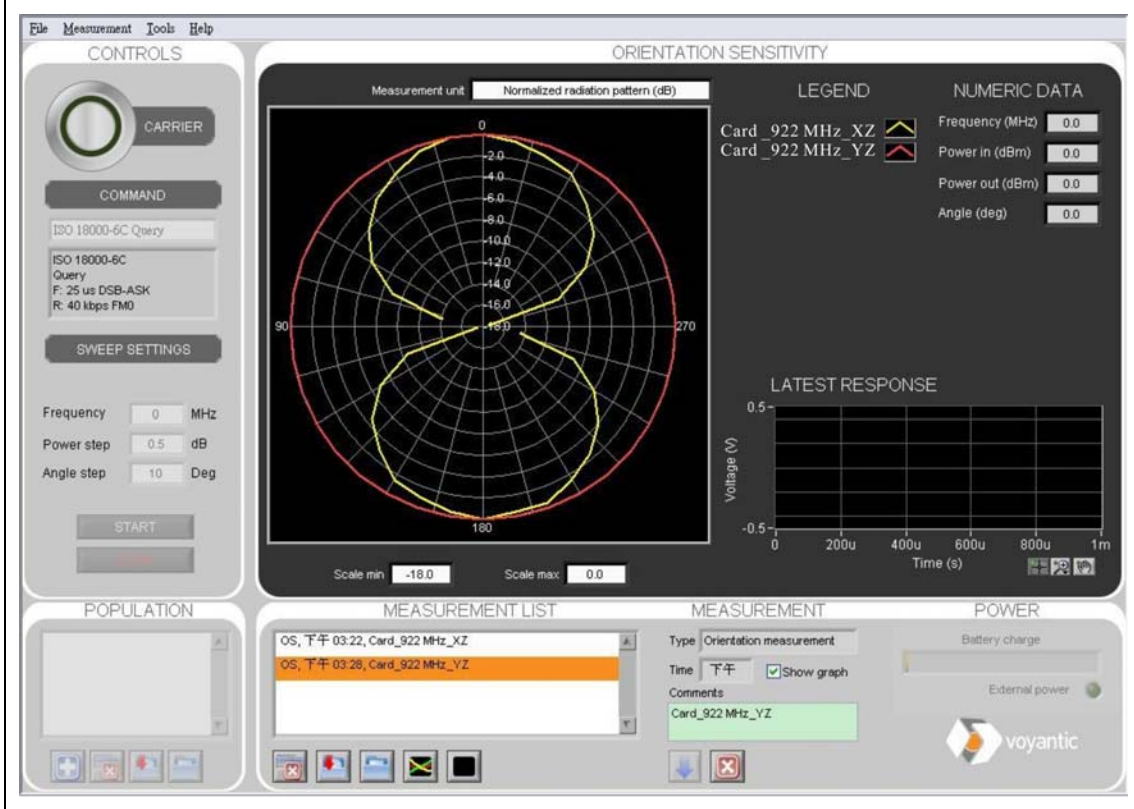 File Measurement Tools Help
CONTROLS
CARRIER
COMMAND
ISO 18000-6C Query
ISO 18000-6C
Query
F: 25 us DSB-ASK
R: 40 kbps FM0
SWEEP SETTINGS
Frequency 0 MHz
Power step 0.5 dB
Angle step 10 Deg
START
POPULATION
ORIENTATION SENSITIVITY
Measurement unit Normalized radiation pattern (dB)
0
-2.0
-4.0
-6.0
-8.0
-10.0
-12.0
-14.0
-16.0
-18.0
90
270
180
Scale min -18.0 Scale max 0.0
LEGEND
Card _922 MHz_XZ
Card _922 MHz_YZ
NUMERIC DATA
Frequency (MHz) 0.0
Power in (dBm) 0.0
Power out (dBm) 0.0
Angle (deg) 0.0
LATEST RESPONSE
Voltage (V)
0.5
-0.5
0 200u 400u 600u 800u 1m
Time (s)
MEASUREMENT LIST
OS, 下午 03:22, Card_922 MHz_XZ
OS, 下午 03:28, Card_922 MHz_YZ
MEASUREMENT
Type Orientation measurement
Time 下午 Show graph
Comments
Card_922 MHz_YZ
POWER
Battery charge
External power
voyantic